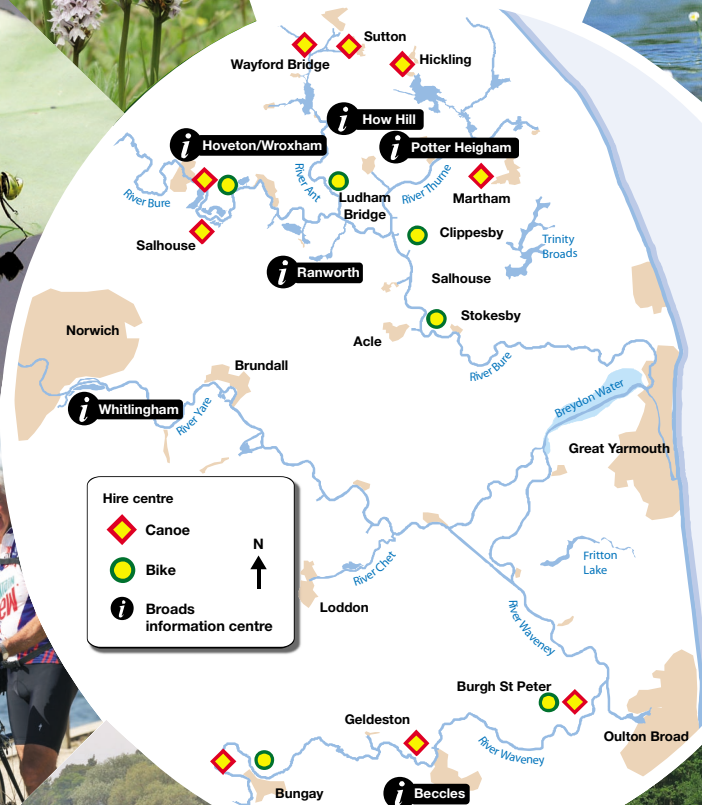 Sutton
Wayford Bridge
Hickling
i How Hill
i Hoveton/Wroxham
i Potter Heigham
River Bure
River Ant
River Thurne
Ludham
Bridge
Martham
Salhouse
Clippesby
Trinity
Broads
i Ranworth
Salhouse
Stokesby
Acle
Norwich
River Bure
Brundall
Breydon Water
i Whitlingham
River Yare
Great Yarmouth
Hire centre
Canoe
Bike
i Broads
information centre
N
River Chet
Fritton
Lake
Loddon
River Waveney
Burgh St Peter
Geldeston
Oulton Broad
River Waveney
Bungay
i Beccles